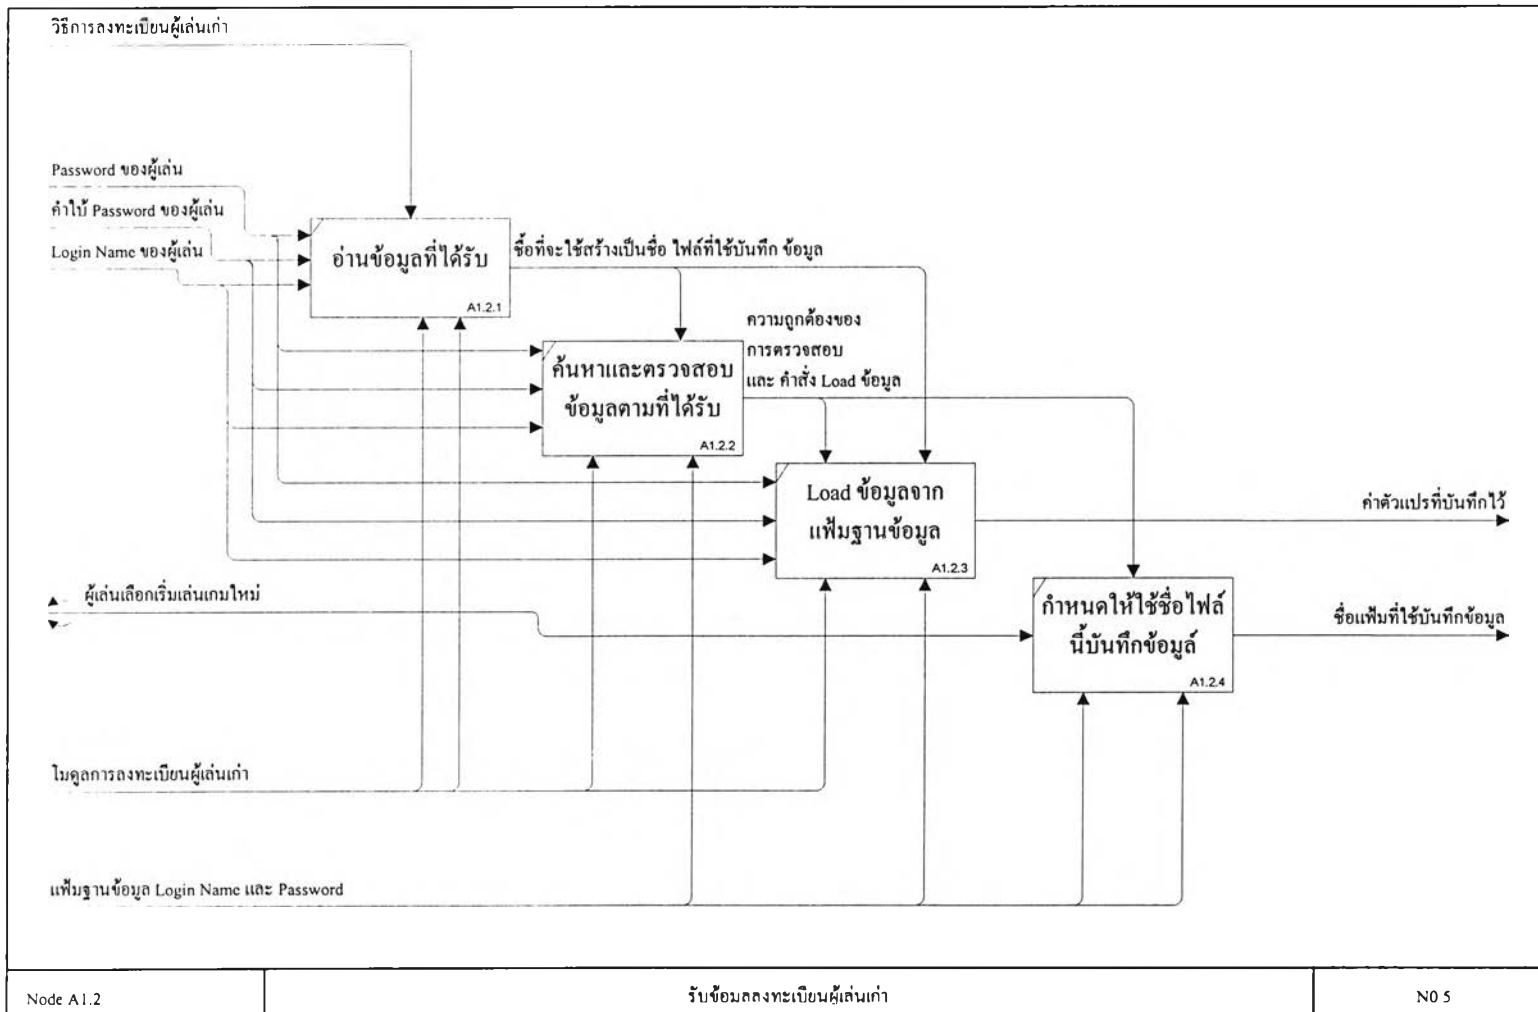 วิธีการลงทะเบียนผู้เล่นเก่า
Password ของผู้เล่น
คำใบ้ Password ของผู้เล่น
Login Name ของผู้เล่น
อ่านข้อมูลที่ได้รับ
A1.2.1
ชื้อที่จะใช้สร้างเป็นชื่อ ไฟล์ที่ใช้บันทึก ข้อมูล
ค้นหาและตรวจสอบ
ข้อมูลตามที่ได้รับ
A1.2.2
ความถูกต้องของ
การตรวจสอบ
และ คำสั่ง Load ข้อมูล
Load ข้อมูลจาก
แฟ้มฐานข้อมูล
A1.2.3
ค่าตัวแปรที่บันทึกไว้
ผู้เล่นเลือกเริ่มเล่นเกมใหม่
กำหนดให้ใช้ชื่อไฟล์
นี้บันทึกข้อมูล์
A1.2.4
ชื่อแฟ้มที่ใช้บันทึกข้อมูล
โมดูลการลงทะเบียนผู้เล่นเก่า
แฟ้มฐานข้อมูล Login Name และ Password
Node A1.2
รับข้อมลลงทะเบียนผู้เล่นเก่า
N0 5